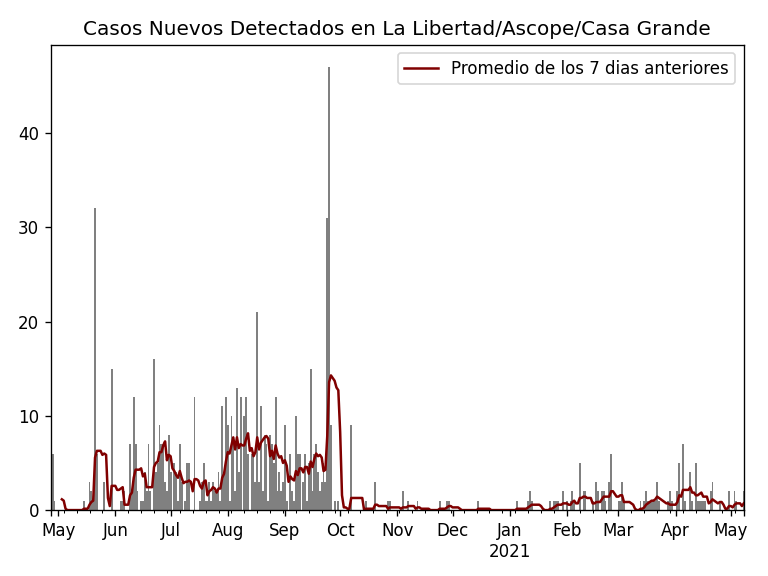 Casos Nuevos Detectados en La Libertad/Ascope/Casa Grande
Promedio de los 7 dias anteriores
40
30
20
10
0
May Jun Jul Aug Sep Oct Nov Dec Jan Feb Mar Apr May
2021